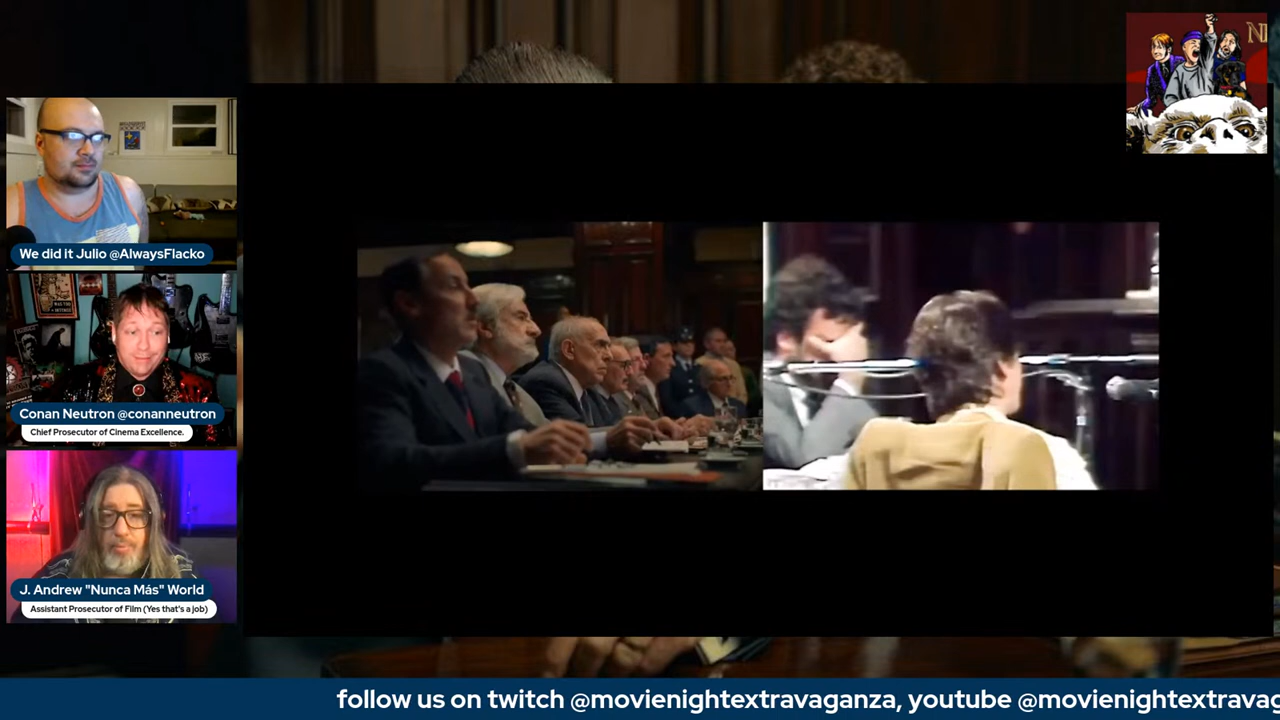 We did it Julio @AlwaysFlacko
Conan Neutron @conanneutron
Chief Prosecutor of Cinema Excellence.
J. Andrew "Nunca Más" World
Assistant Prosecutor of Film (Yes that's a job)
follow us on twitch @movienightextravaganza, youtube @movienightextravag